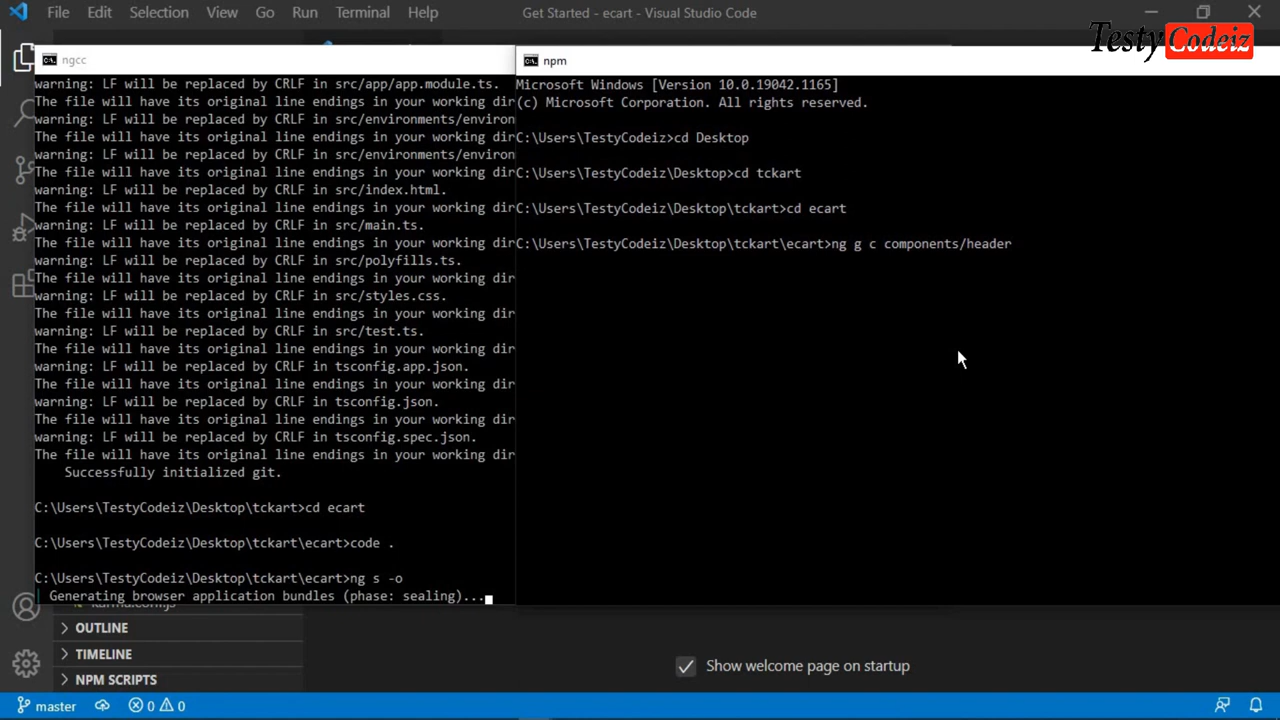 File Edit Selection View Go Run Terminal Help Get Started - ecart - Visual Studio Code
Testy Codeiz
ngcc
warning: LF will be replaced by CRLF in src/app/app.module.ts.
The file will have its original line endings in your working dir
warning: LF will be replaced by CRLF in src/environments/environ
The file will have its original line endings in your working dir
warning: LF will be replaced by CRLF in src/environments/environ
The file will have its original line endings in your working dir
warning: LF will be replaced by CRLF in src/index.html.
The file will have its original line endings in your working dir
warning: LF will be replaced by CRLF in src/main.ts.
The file will have its original line endings in your working dir
warning: LF will be replaced by CRLF in src/polyfills.ts.
The file will have its original line endings in your working dir
warning: LF will be replaced by CRLF in src/styles.css.
The file will have its original line endings in your working dir
warning: LF will be replaced by CRLF in src/test.ts.
The file will have its original line endings in your working dir
warning: LF will be replaced by CRLF in tsconfig.app.json.
The file will have its original line endings in your working dir
warning: LF will be replaced by CRLF in tsconfig.json.
The file will have its original line endings in your working dir
warning: LF will be replaced by CRLF in tsconfig.spec.json.
The file will have its original line endings in your working dir
Successfully initialized git.
C:\Users\TestyCodeiz\Desktop\tckart>cd ecart
C:\Users\TestyCodeiz\Desktop\tckart\ecart>code .
C:\Users\TestyCodeiz\Desktop\tckart\ecart>ng s -o
Generating browser application bundles (phase: sealing)...
npm
Microsoft Windows [Version 10.0.19042.1165]
(c) Microsoft Corporation. All rights reserved.
C:\Users\TestyCodeiz>cd Desktop
C:\Users\TestyCodeiz\Desktop>cd tckart
C:\Users\TestyCodeiz\Desktop\tckart>cd ecart
C:\Users\TestyCodeiz\Desktop\tckart\ecart>ng g c components/header
karma.conf.js
OUTLINE
TIMELINE
NPM SCRIPTS
Show welcome page on startup
master 0 0